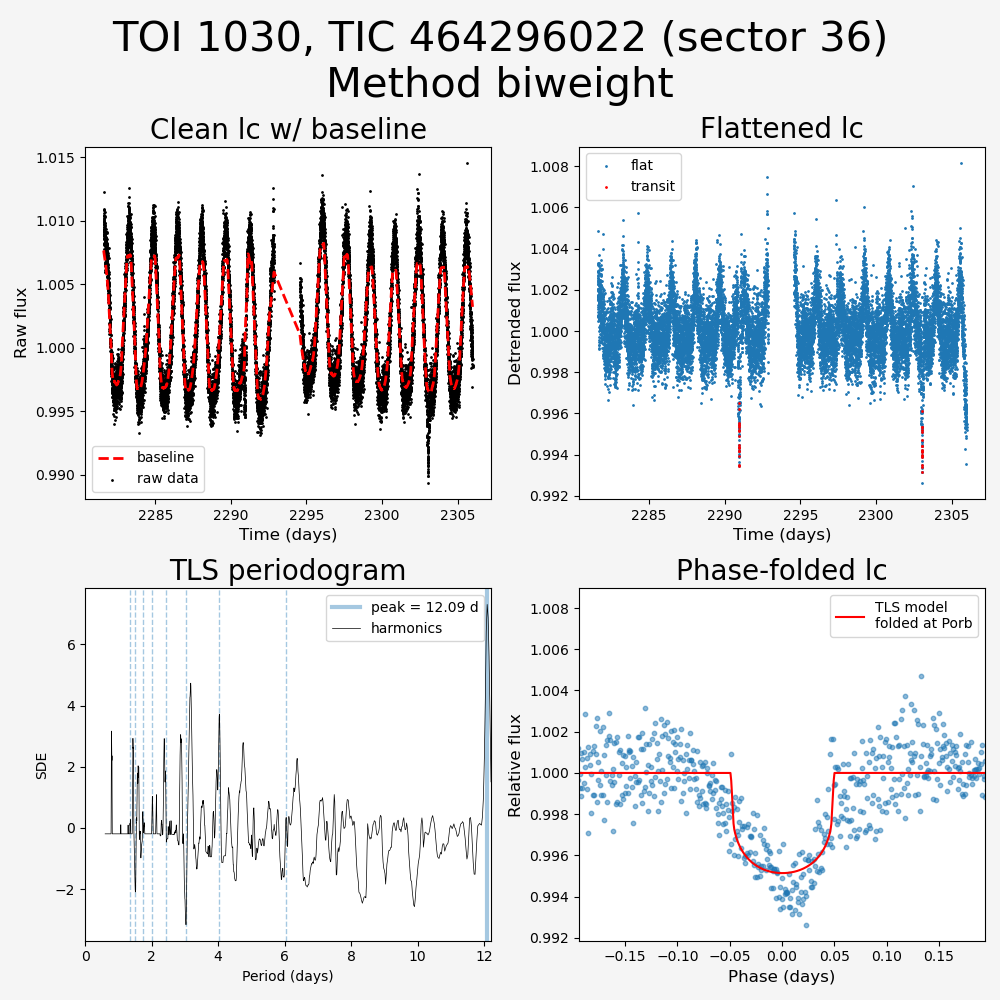 TOI 1030, TIC 464296022 (sector 36)
Method biweight
Clean lc w/ baseline
Raw flux
1.015
1.010
1.005
1.000
0.995
0.990
baseline
raw data
2285
2290
2295
2300
2305
Time (days)
Flattened lc
Detrended flux
1.008
1.006
1.004
1.002
1.000
0.998
0.996
0.994
0.992
flat
transit
2285
2290
2295
2300
2305
Time (days)
TLS periodogram
SDE
6
4
2
0
−2
peak = 12.09 d
harmonics
0
2
4
6
8
10
12
Period (days)
Phase-folded lc
Relative flux
1.008
1.006
1.004
1.002
1.000
0.998
0.996
0.994
0.992
TLS model
folded at Porb
−0.15
−0.10
−0.05
0.00
0.05
0.10
0.15
Phase (days)